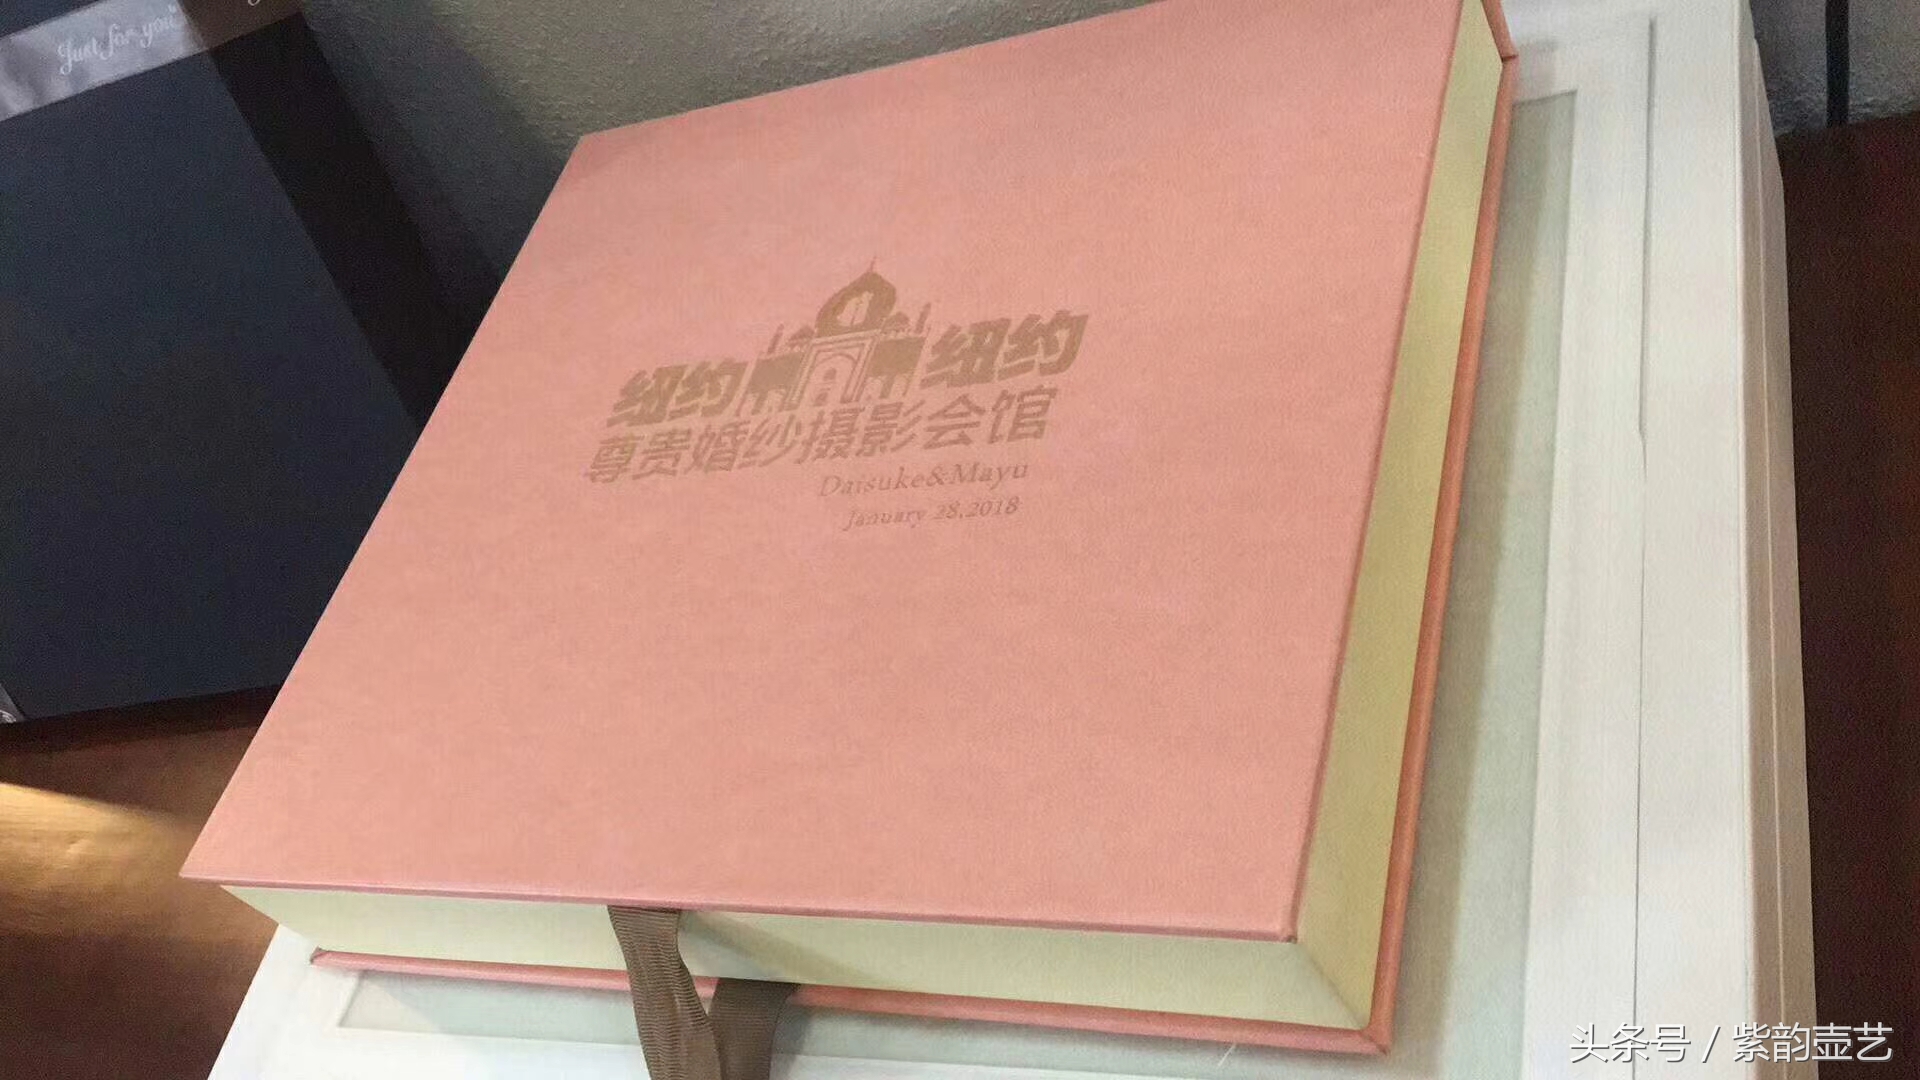 Just for you
纽约 纽约
尊贵婚纱摄影会馆
Daisuke&Mayu
January 28,2018
头条号 / 紫韵壶艺